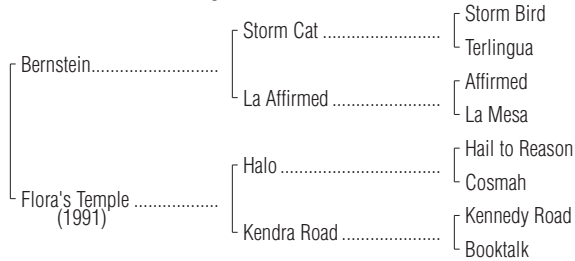 Storm Bird
Storm Cat ........................
Terlingua
Bernstein..........................
Affirmed
La Affirmed ......................
La Mesa
Hail to Reason
Halo .................................
Cosmah
Flora's Temple .................
(1991)
Kennedy Road
Kendra Road ....................
Booktalk